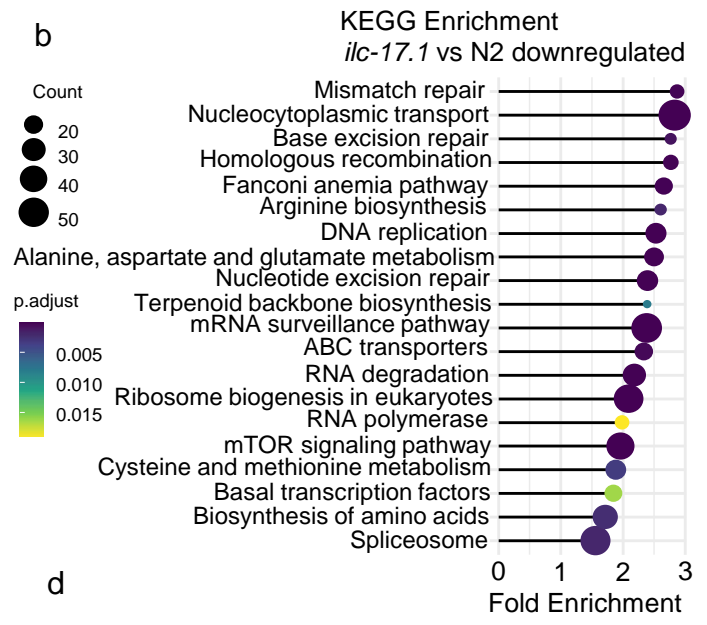 b
KEGG Enrichment
ilc-17.1 vs N2 downregulated
Count
20
30
40
50
p.adjust
0.005
0.010
0.015
Mismatch repair
Nucleocytoplasmic transport
Base excision repair
Homologous recombination
Fanconi anemia pathway
Arginine biosynthesis
DNA replication
Alanine, aspartate and glutamate metabolism
Nucleotide excision repair
Terpenoid backbone biosynthesis
mRNA surveillance pathway
ABC transporters
RNA degradation
Ribosome biogenesis in eukaryotes
RNA polymerase
mTOR signaling pathway
Cysteine and methionine metabolism
Basal transcription factors
Biosynthesis of amino acids
Spliceosome
0 1 2 3
Fold Enrichment
d